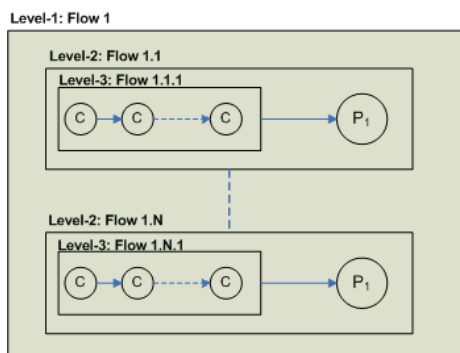 Level-1: Flow 1
Level-2: Flow 1.1
Level-3: Flow 1.1.1
C C C P₁
Level-2: Flow 1.N
Level-3: Flow 1.N.1
C C C P₁